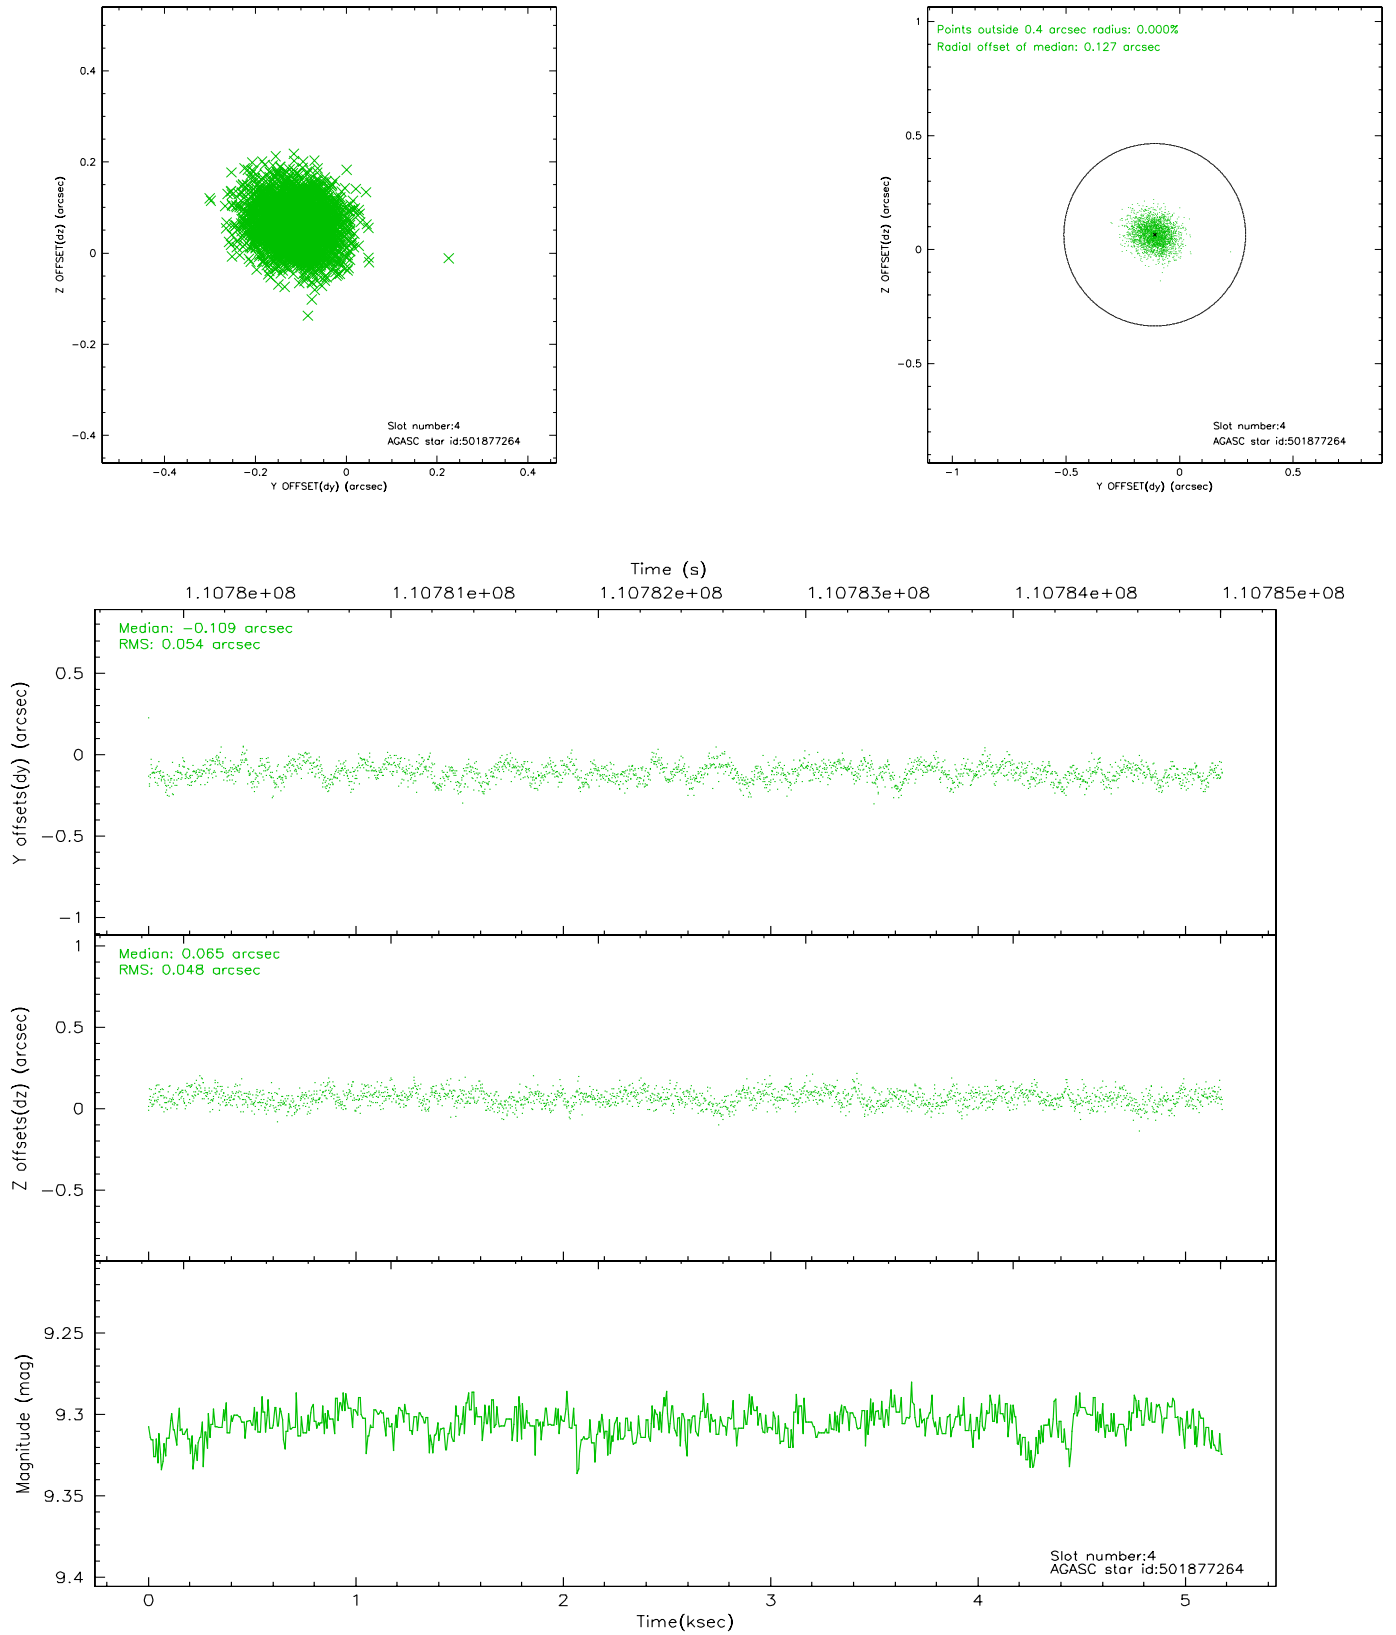 0.4
0.2
0
−0.2
−0.4
Z OFFSET(dz) (arcsec)
Slot number:4
AGASC star id:501877264
−0.4 −0.2 0 0.2 0.4
Y OFFSET(dy) (arcsec)
Points outside 0.4 arcsec radius: 0.000%
Radial offset of median: 0.127 arcsec
1
0.5
0
−0.5
Z OFFSET(dz) (arcsec)
Slot number:4
AGASC star id:501877264
−1 −0.5 0 0.5
Y OFFSET(dy) (arcsec)
Time (s)
1.1078e+08 1.10781e+08 1.10782e+08 1.10783e+08 1.10784e+08 1.10785e+08
Median: −0.109 arcsec
RMS: 0.054 arcsec
0.5
0
−0.5
−1
Y offsets(dy) (arcsec)
Median: 0.065 arcsec
RMS: 0.048 arcsec
1
0.5
0
−0.5
Z offsets(dz) (arcsec)
9.25
9.3
9.35
9.4
Magnitude (mag)
Slot number:4
AGASC star id:501877264
0 1 2 3 4 5
Time(ksec)